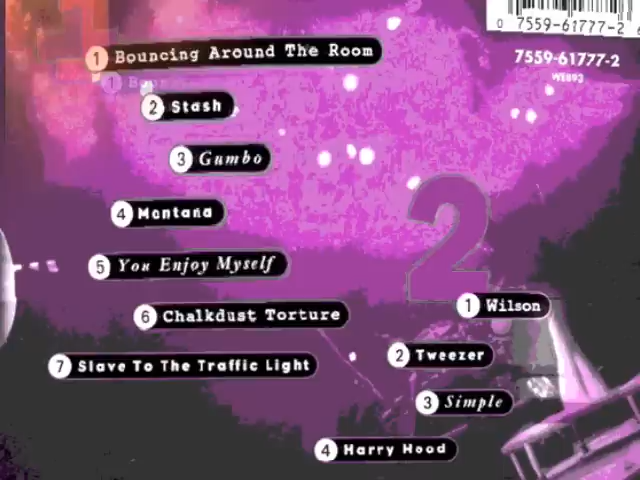 0 7559-61777-2
7559-61777-2
WE892
1 Bouncing Around The Room
2 Stash
3 Gumbo
4 Montana
5 You Enjoy Myself
6 Chalkdust Torture
7 Slave To The Traffic Light
2
1 Wilson
2 Tweezer
3 Simple
4 Harry Hood